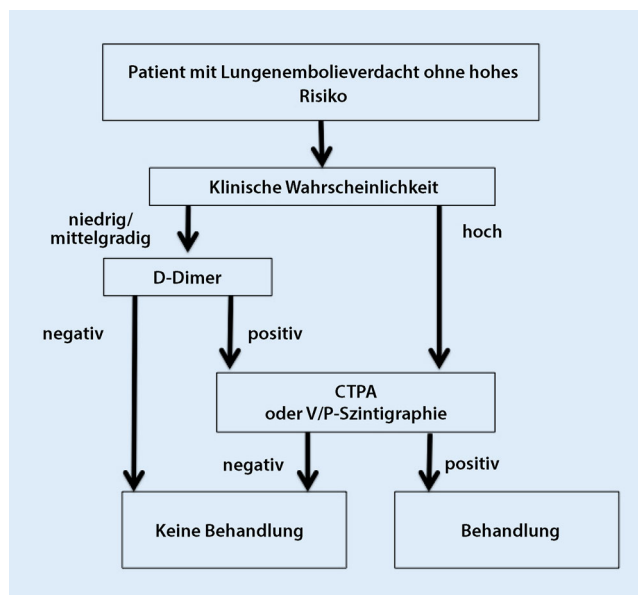 Patient mit Lungenembolieverdacht ohne hohes
Risiko
Klinische Wahrscheinlichkeit
niedrig/
mittelgradig
hoch
D-Dimer
negativ
positiv
CTPA
oder V/P-Szintigraphie
negativ
positiv
Keine Behandlung
Behandlung